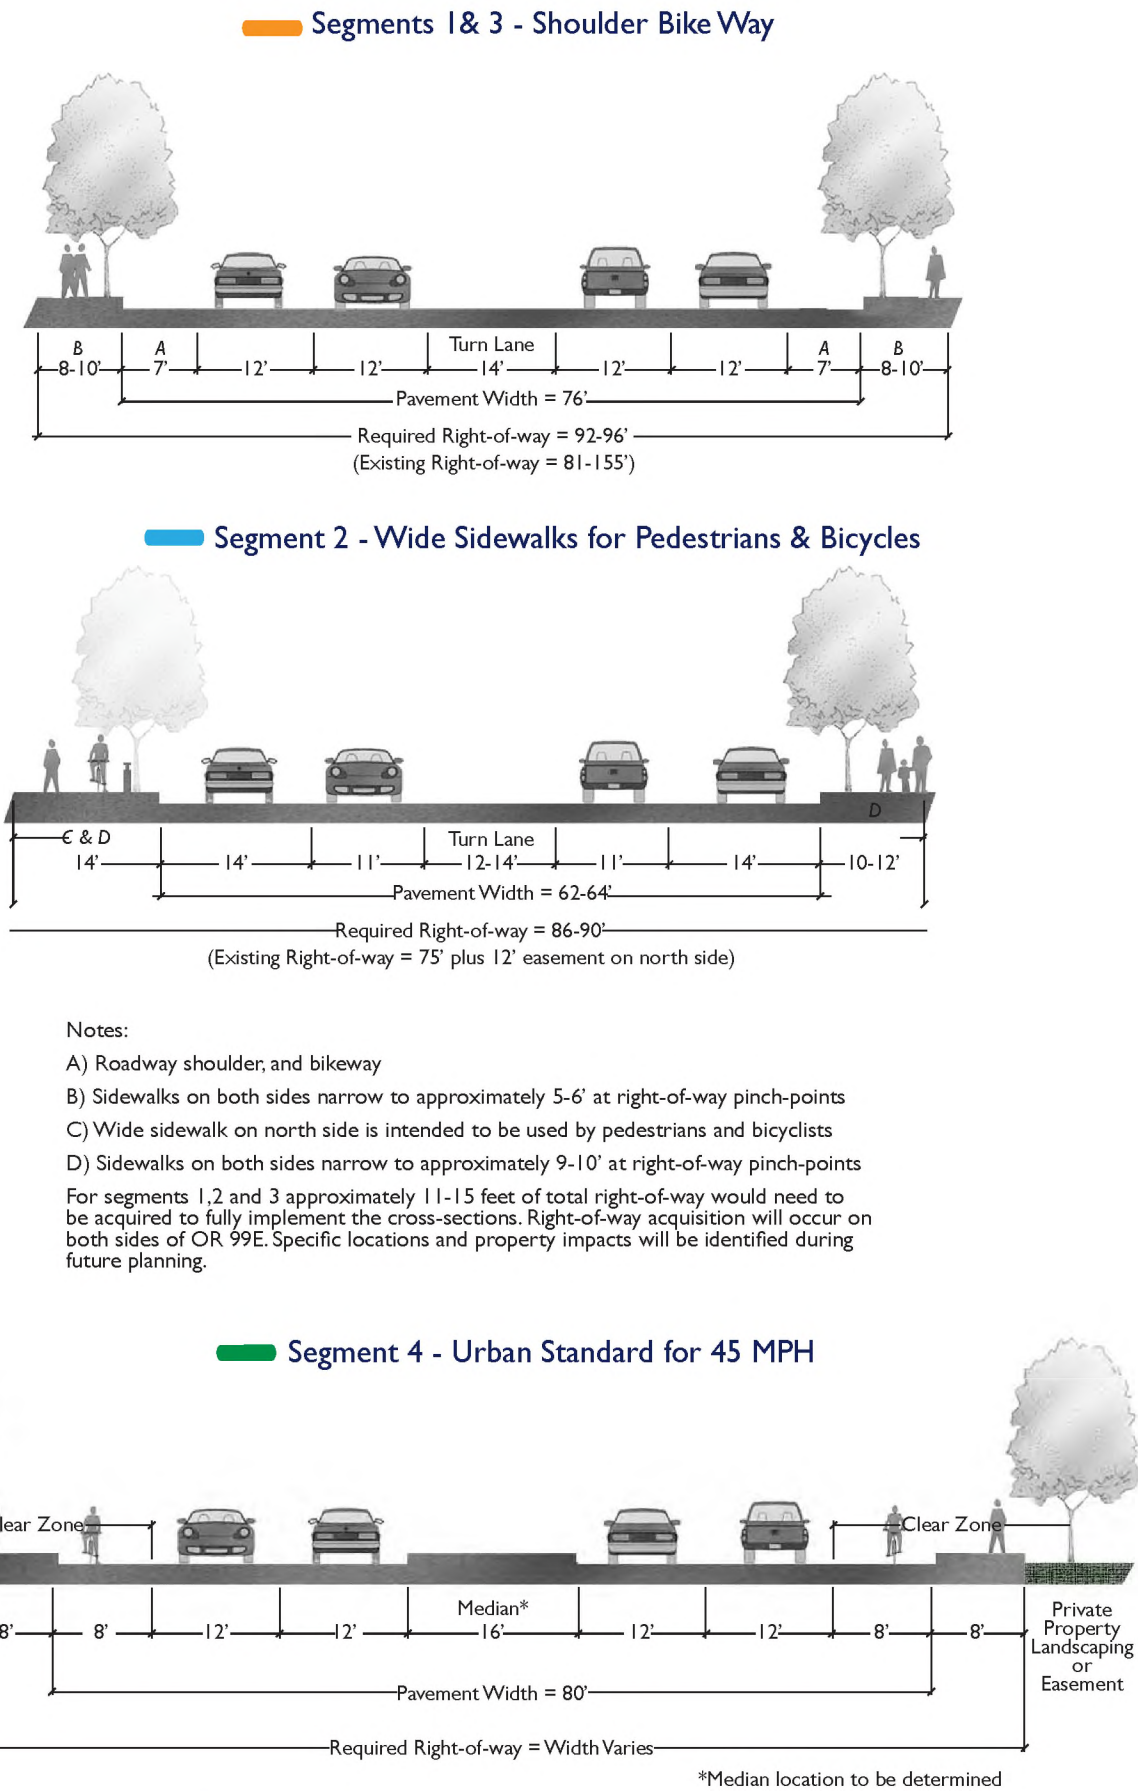 Segments 1& 3 - Shoulder Bike Way
B A Turn Lane A B
8-10' 7' 12' 12' 14' 12' 12' 7' 8-10'
Pavement Width = 76'
Required Right-of-way = 92-96'
(Existing Right-of-way = 81-155')
Segment 2 - Wide Sidewalks for Pedestrians & Bicycles
D
C & D Turn Lane
14' 14' 11' 12-14' 11' 14' 10-12'
Pavement Width = 62-64'
Required Right-of-way = 86-90'
(Existing Right-of-way = 75' plus 12' easement on north side)
Notes:
A) Roadway shoulder, and bikeway
B) Sidewalks on both sides narrow to approximately 5-6' at right-of-way pinch-points
C) Wide sidewalk on north side is intended to be used by pedestrians and bicyclists
D) Sidewalks on both sides narrow to approximately 9-10' at right-of-way pinch-points
For segments 1,2 and 3 approximately 11-15 feet of total right-of-way would need to
be acquired to fully implement the cross-sections. Right-of-way acquisition will occur on
both sides of OR 99E. Specific locations and property impacts will be identified during
future planning.
Segment 4 - Urban Standard for 45 MPH
lear Zone Clear Zone
Median*
8' 8' 12' 12' 16' 12' 12' 8' 8'
Private
Property
Landscaping
or
Easement
Pavement Width = 80'
Required Right-of-way = Width Varies
*Median location to be determined